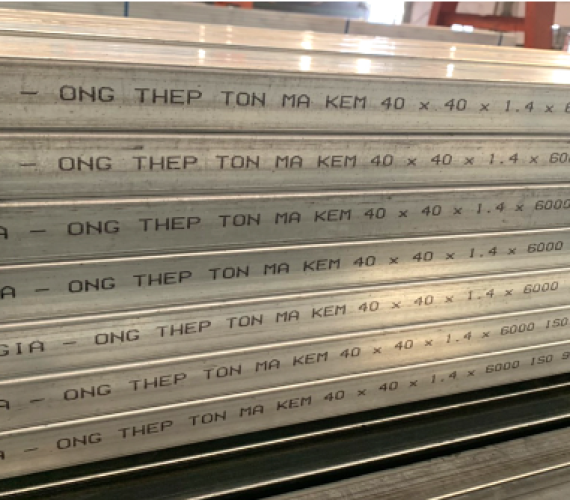 - ONG THEP TON MA KEM 40 x 40 x 1.4 x
- ONG THEP TON MA KEM 40 x 40 x 1.4 x 60
A - ONG THEP TON MA KEM 40 x 40 x 1.4 x 6000
A - ONG THEP TON MA KEM 40 x 40 x 1.4 x 6000
GIA - ONG THEP TON MA KEM 40 x 40 x 1.4 x 6000
A - ONG THEP TON MA KEM 40 x 40 x 1.4 x 6000 ISO
A - ONG THEP TON MA KEM 40 x 40 x 1.4 x 6000 ISO 9